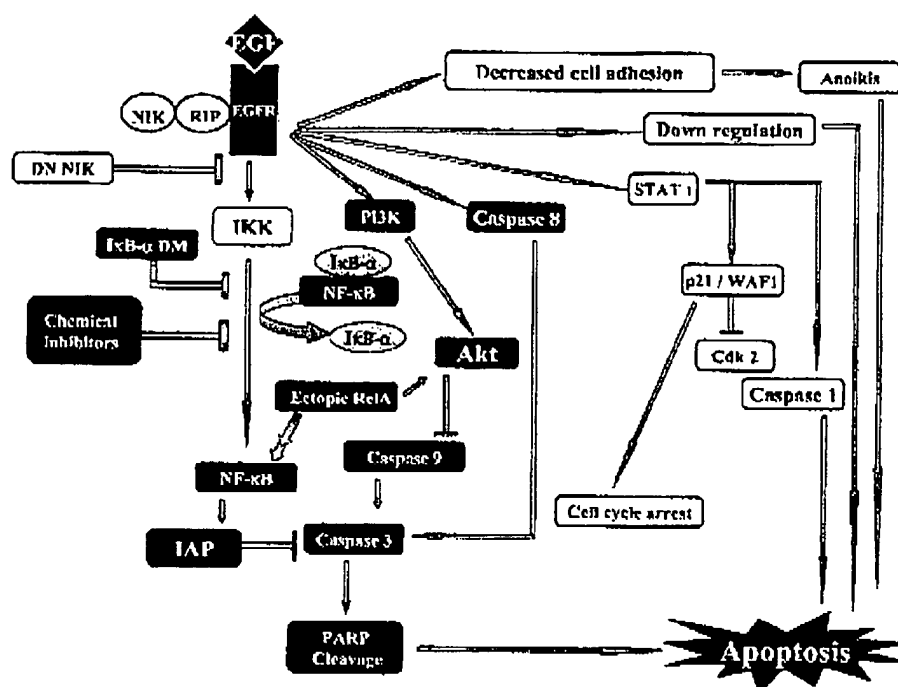 EGF
Decreased cell adhesion
Anoikis
NIK
RIP
EGFR
Down regulation
DN NIK
STAT 1
PI3K
Caspase 8
IKK
IκB-α DM
IκB-α
NF-κB
p21 / WAF1
Chemical
Inhibitors
IκB-α
Akt
Cdk 2
Ectopic RelA
Caspase 1
Caspase 9
NF-κB
Cell cycle arrest
IAP
Caspase 3
PARP
Cleavage
Apoptosis